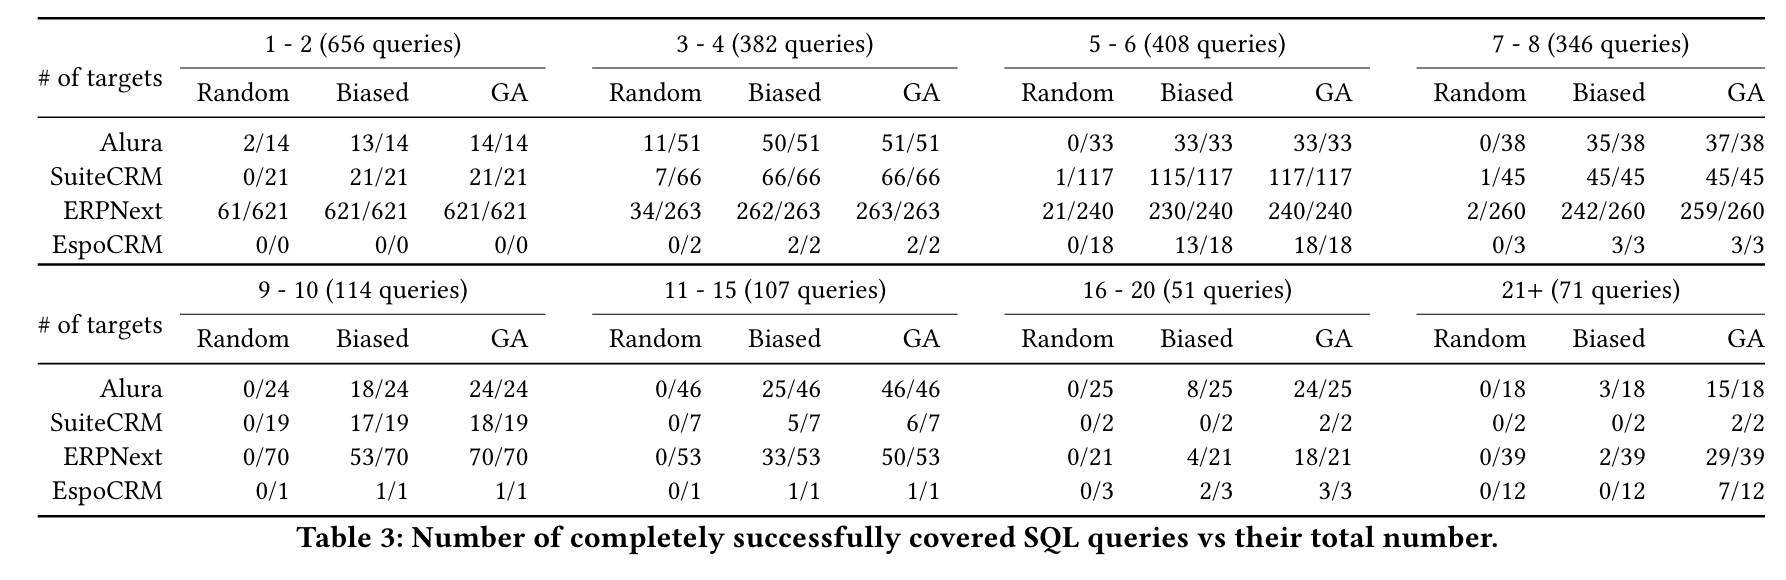 1 - 2 (656 queries) 3 - 4 (382 queries) 5 - 6 (408 queries) 7 - 8 (346 queries)
# of targets
Random Biased GA Random Biased GA Random Biased GA Random Biased GA
Alura 2/14 13/14 14/14 11/51 50/51 51/51 0/33 33/33 33/33 0/38 35/38 37/38
SuiteCRM 0/21 21/21 21/21 7/66 66/66 66/66 1/117 115/117 117/117 1/45 45/45 45/45
ERPNext 61/621 621/621 621/621 34/263 262/263 263/263 21/240 230/240 240/240 2/260 242/260 259/260
EspoCRM 0/0 0/0 0/0 0/2 2/2 2/2 0/18 13/18 18/18 0/3 3/3 3/3
9 - 10 (114 queries) 11 - 15 (107 queries) 16 - 20 (51 queries) 21+ (71 queries)
# of targets
Random Biased GA Random Biased GA Random Biased GA Random Biased GA
Alura 0/24 18/24 24/24 0/46 25/46 46/46 0/25 8/25 24/25 0/18 3/18 15/18
SuiteCRM 0/19 17/19 18/19 0/7 5/7 6/7 0/2 0/2 2/2 0/2 0/2 2/2
ERPNext 0/70 53/70 70/70 0/53 33/53 50/53 0/21 4/21 18/21 0/39 2/39 29/39
EspoCRM 0/1 1/1 1/1 0/1 1/1 1/1 0/3 2/3 3/3 0/12 0/12 7/12
Table 3: Number of completely successfully covered SQL queries vs their total number.